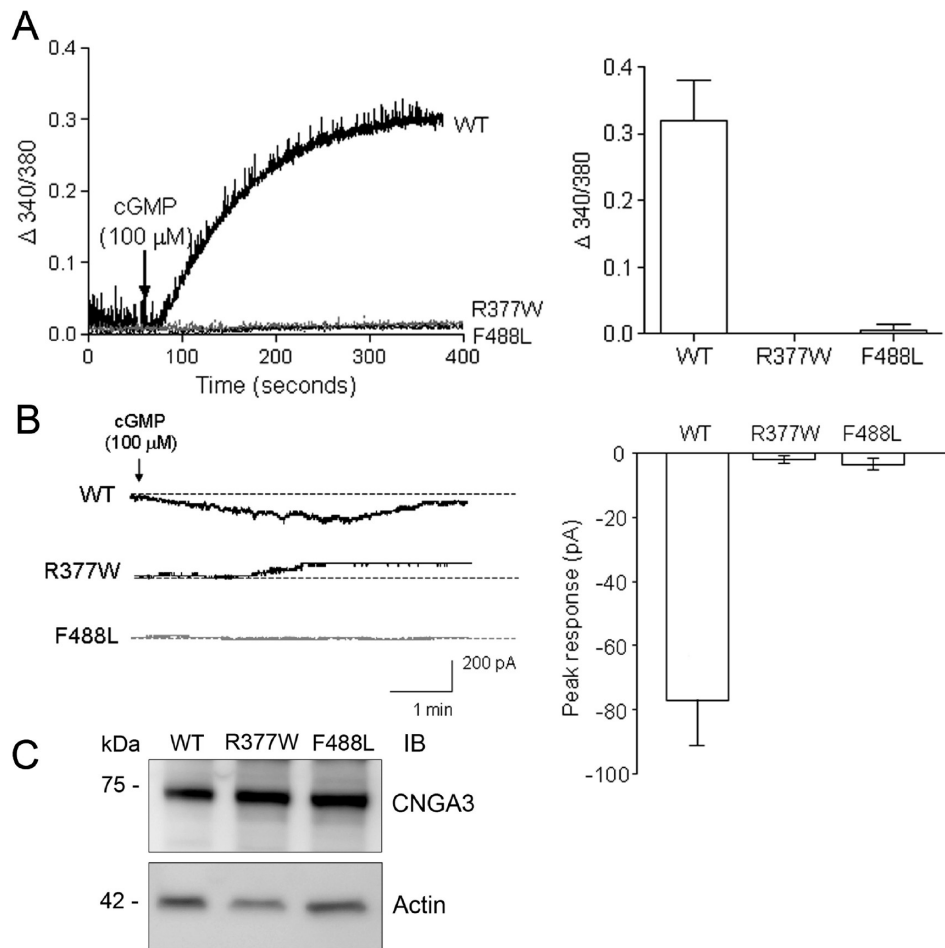 A
0.4
0.3
0.2
0.1
0.0
Δ 340/380
cGMP
(100 µM)
WT
R377W
F488L
0 100 200 300 400
Time (seconds)
0.4
0.3
0.2
0.1
0.0
Δ 340/380
WT R377W F488L
B
cGMP
(100 µM)
WT
R377W
F488L
200 pA
1 min
WT R377W F488L
0
-20
-40
-60
-80
-100
Peak response (pA)
C
kDa WT R377W F488L IB
75 - CNGA3
42 - Actin